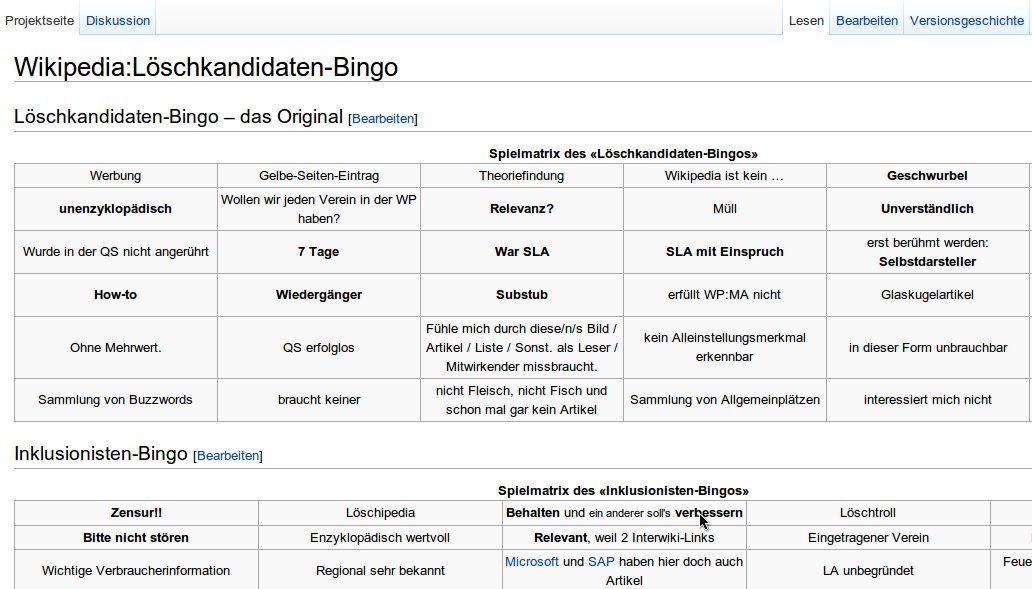 Projektseite Diskussion Lesen Bearbeiten Versionsgeschichte
Wikipedia:Löschkandidaten-Bingo
Löschkandidaten-Bingo – das Original [Bearbeiten]
Spielmatrix des «Löschkandidaten-Bingos»
Werbung Gelbe-Seiten-Eintrag Theoriefindung Wikipedia ist kein … Geschwurbel
unenzyklopädisch Wollen wir jeden Verein in der WP haben? Relevanz? Müll Unverständlich
Wurde in der QS nicht angerührt 7 Tage War SLA SLA mit Einspruch erst berühmt werden: Selbstdarsteller
How-to Wiedergänger Substub erfüllt WP:MA nicht Glaskugelartikel
Ohne Mehrwert. QS erfolglos Fühle mich durch diese/n/s Bild / Artikel / Liste / Sonst. als Leser / Mitwirkender missbraucht. kein Alleinstellungsmerkmal erkennbar in dieser Form unbrauchbar
Sammlung von Buzzwords braucht keiner nicht Fleisch, nicht Fisch und schon mal gar kein Artikel Sammlung von Allgemeinplätzen interessiert mich nicht
Inklusionisten-Bingo [Bearbeiten]
Spielmatrix des «Inklusionisten-Bingos»
Zensur!! Löschipedia Behalten und ein anderer soll's verbessern Löschtroll
Bitte nicht stören Enzyklopädisch wertvoll Relevant, weil 2 Interwiki-Links Eingetragener Verein
Wichtige Verbraucherinformation Regional sehr bekannt Microsoft und SAP haben hier doch auch Artikel LA unbegründet Feue